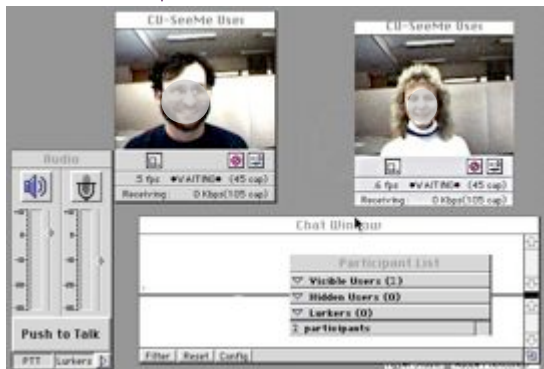 CU-SeeMe User
CU-SeeMe User
.5 fps ●WAITING● (45 cap)
Receiving: 0 Kbps(105 cap)
.6 fps ●WAITING● (45 cap)
Receiving: 0 Kbps(105 cap)
Audio
Push to Talk
PTT Lurkers
Chat Window
Participant List
Visible Users (2)
Hidden Users (0)
Lurkers (0)
2 participants
Filter Reset Config